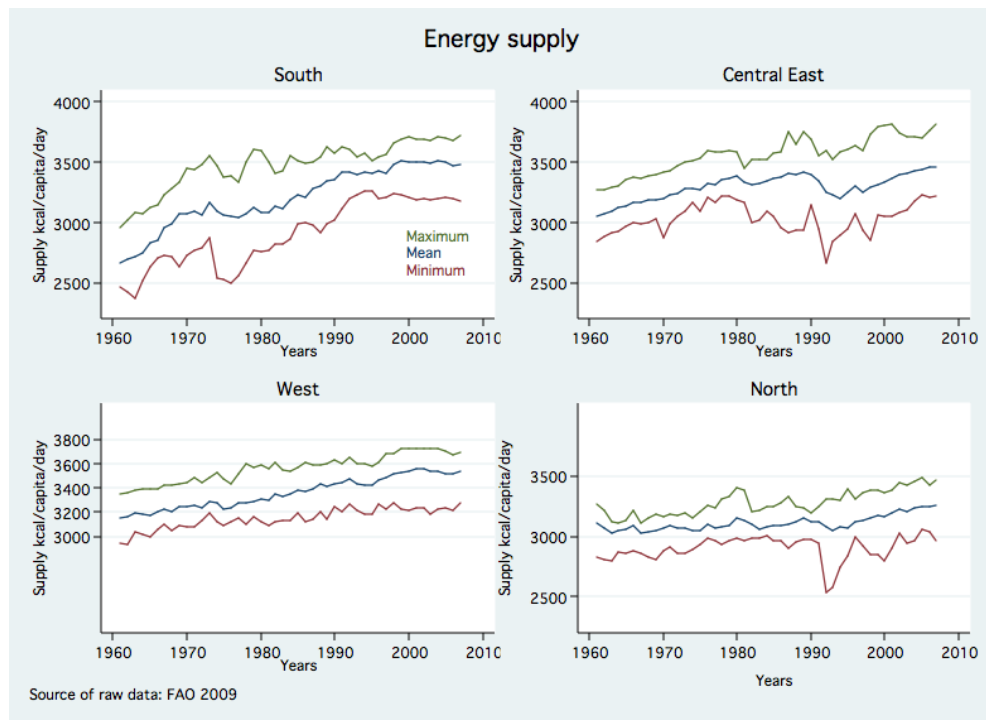 Energy supply
South
Supply kcal/capita/day
4000
3500
3000
2500
Maximum
Mean
Minimum
1960 1970 1980 1990 2000 2010
Years
Central East
Supply kcal/capita/day
4000
3500
3000
2500
1960 1970 1980 1990 2000 2010
Years
West
Supply kcal/capita/day
3800
3600
3400
3200
3000
1960 1970 1980 1990 2000 2010
Years
North
Supply kcal/capita/day
3500
3000
2500
1960 1970 1980 1990 2000 2010
Years
Source of raw data: FAO 2009